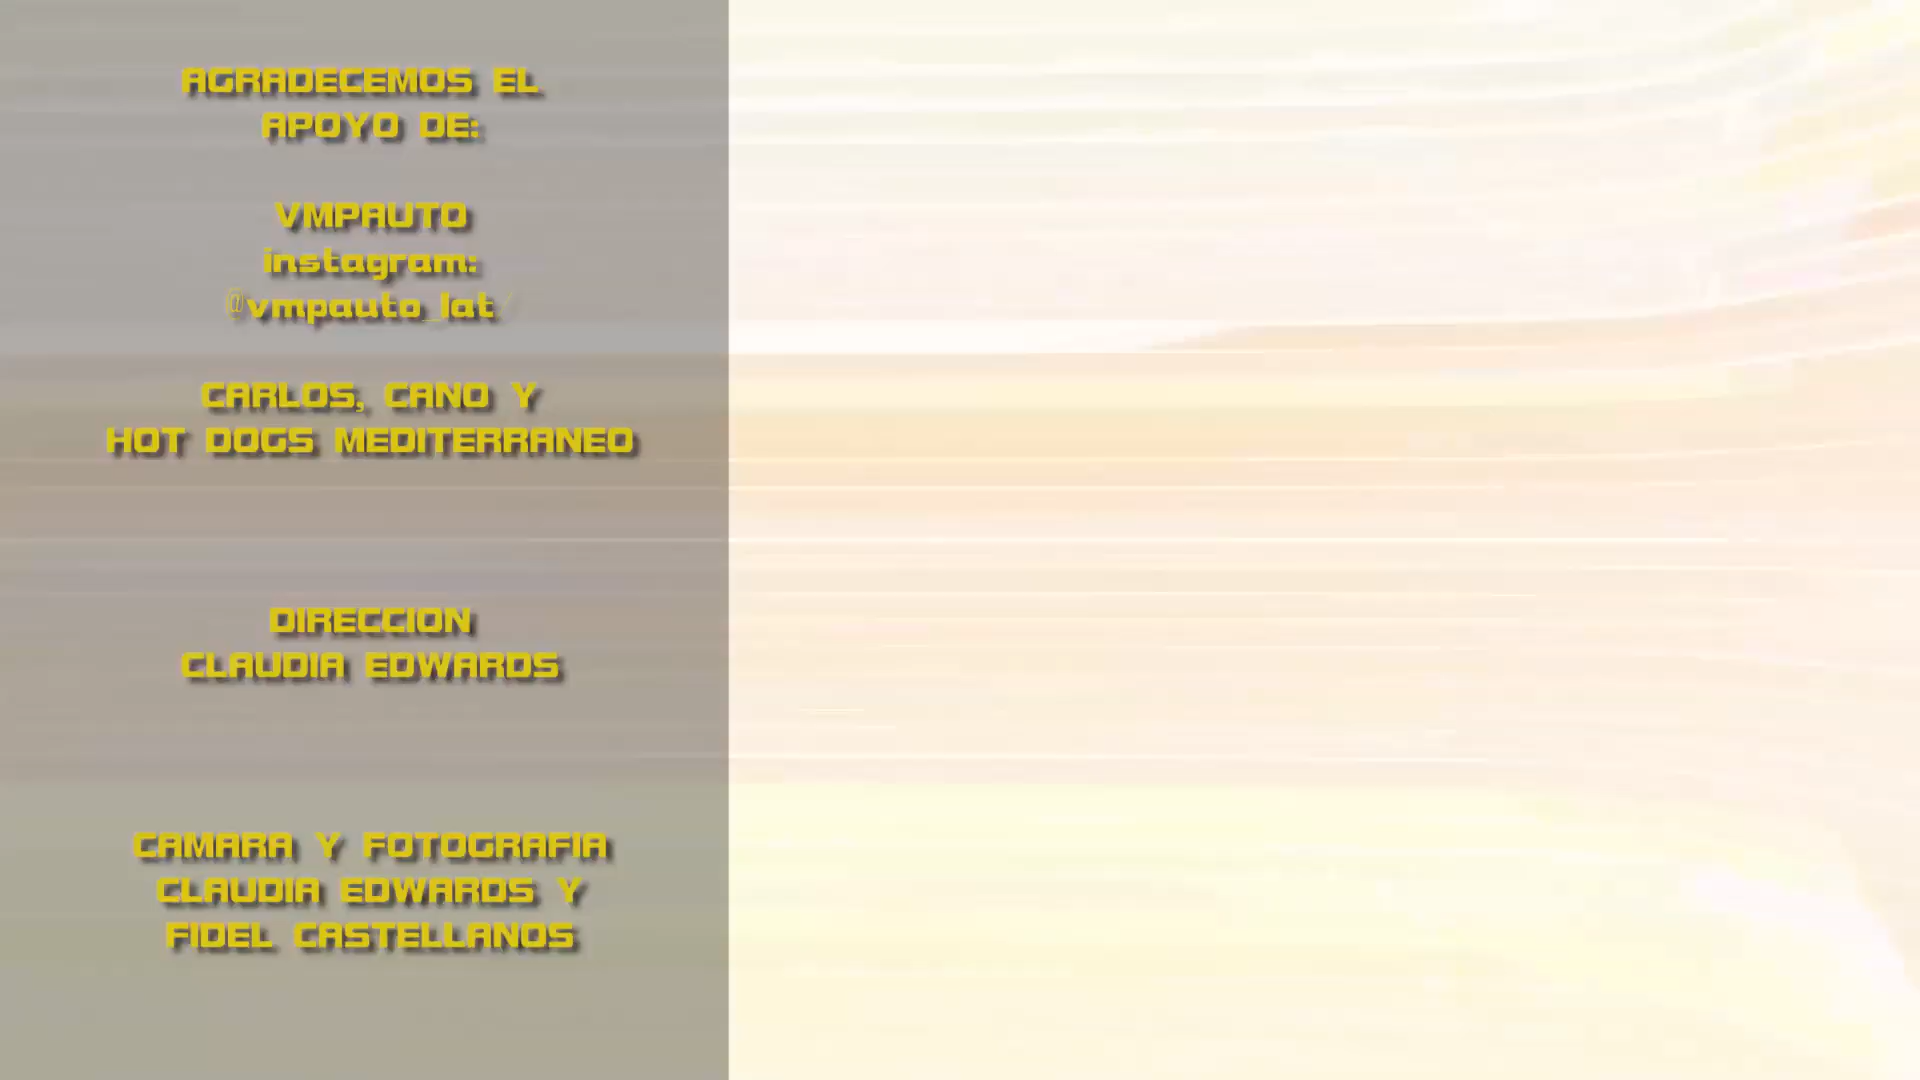 AGRADECEMOS EL
APOYO DE:
VMPAUTO
instagram:
@vmpauto_lat/
CARLOS, CANO Y
HOT DOGS MEDITERRANEO
DIRECCION
CLAUDIA EDWARDS
CAMARA Y FOTOGRAFIA
CLAUDIA EDWARDS Y
FIDEL CASTELLANOS